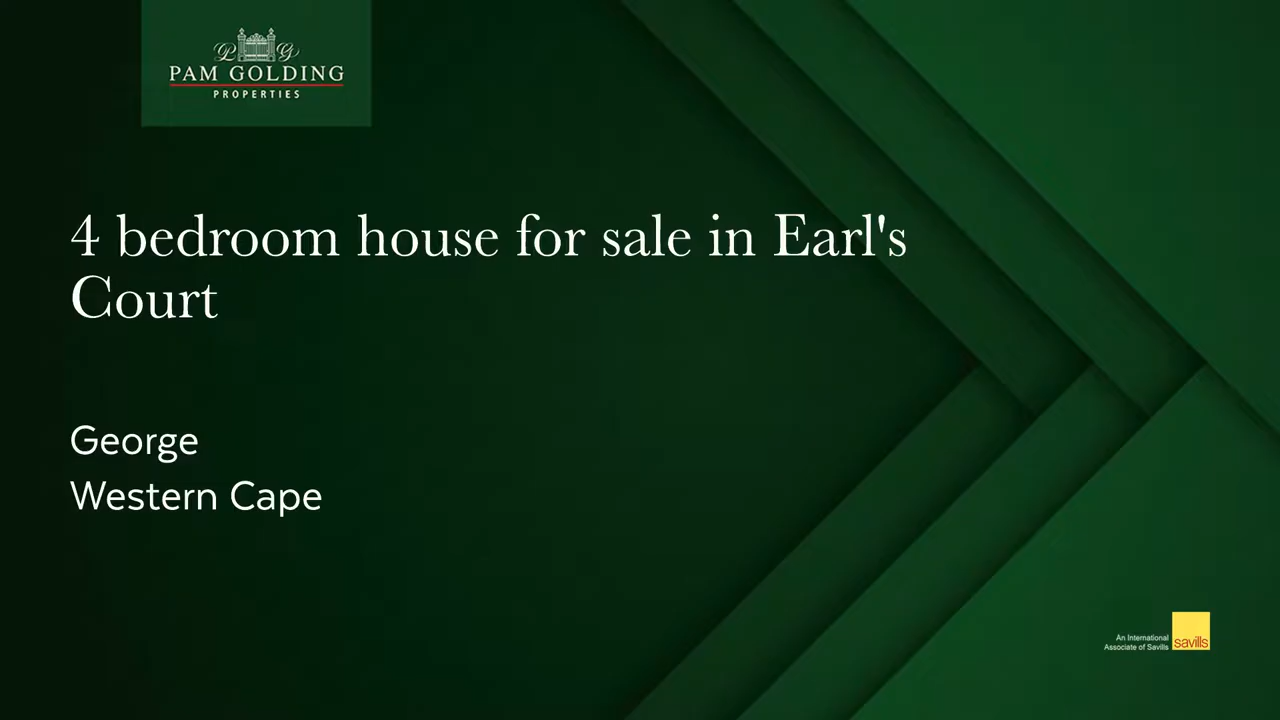 P G
PAM GOLDING
PROPERTIES
4 bedroom house for sale in Earl's
Court
George
Western Cape
An International
Associate of Savills
savills